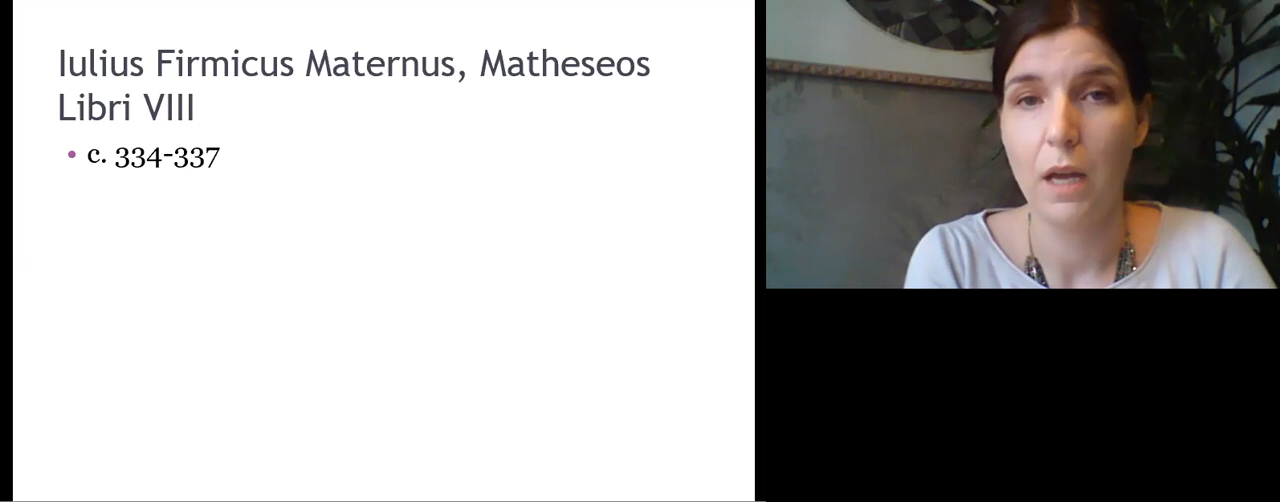 Iulius Firmicus Maternus, Matheseos
Libri VIII
• c. 334-337